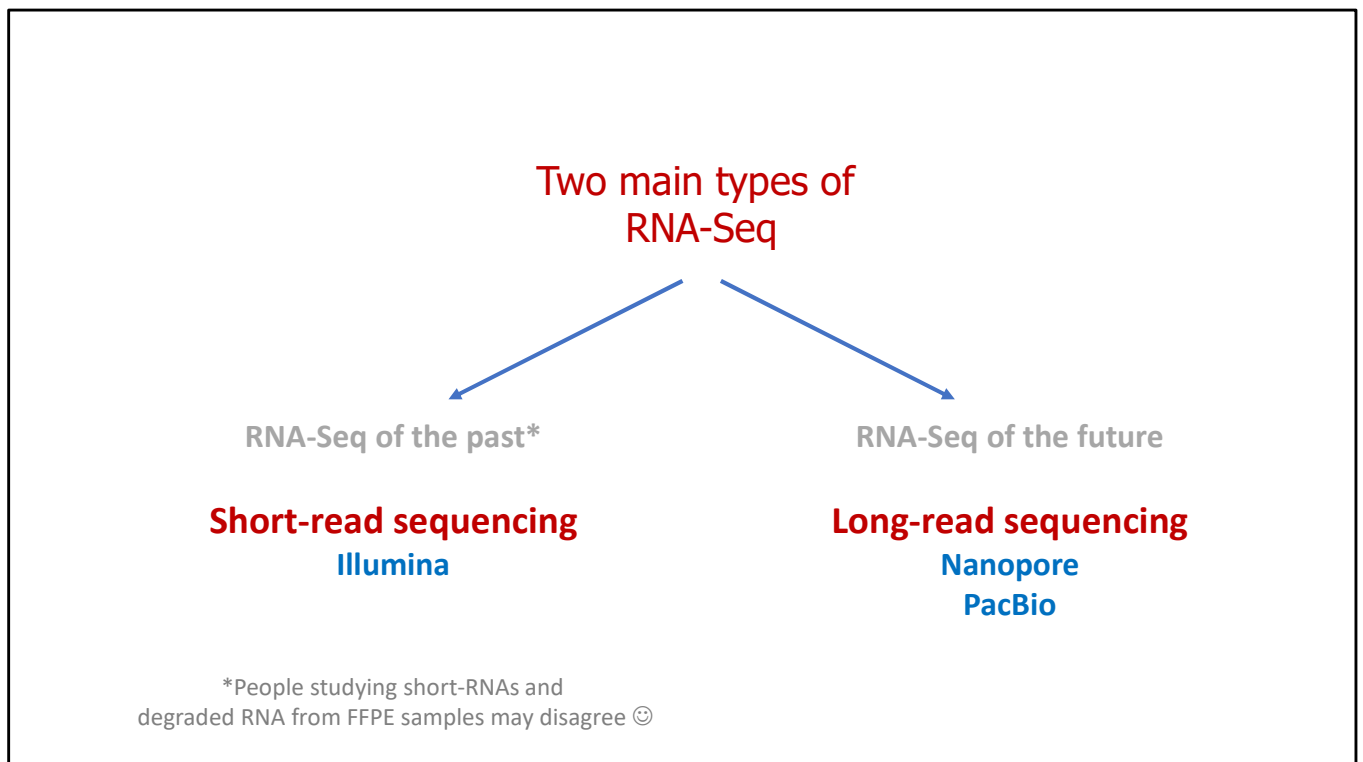 Two main types of
RNA-Seq
RNA-Seq of the past*
RNA-Seq of the future
Short-read sequencing
Illumina
Long-read sequencing
Nanopore
PacBio
*People studying short-RNAs and
degraded RNA from FFPE samples may disagree ☺